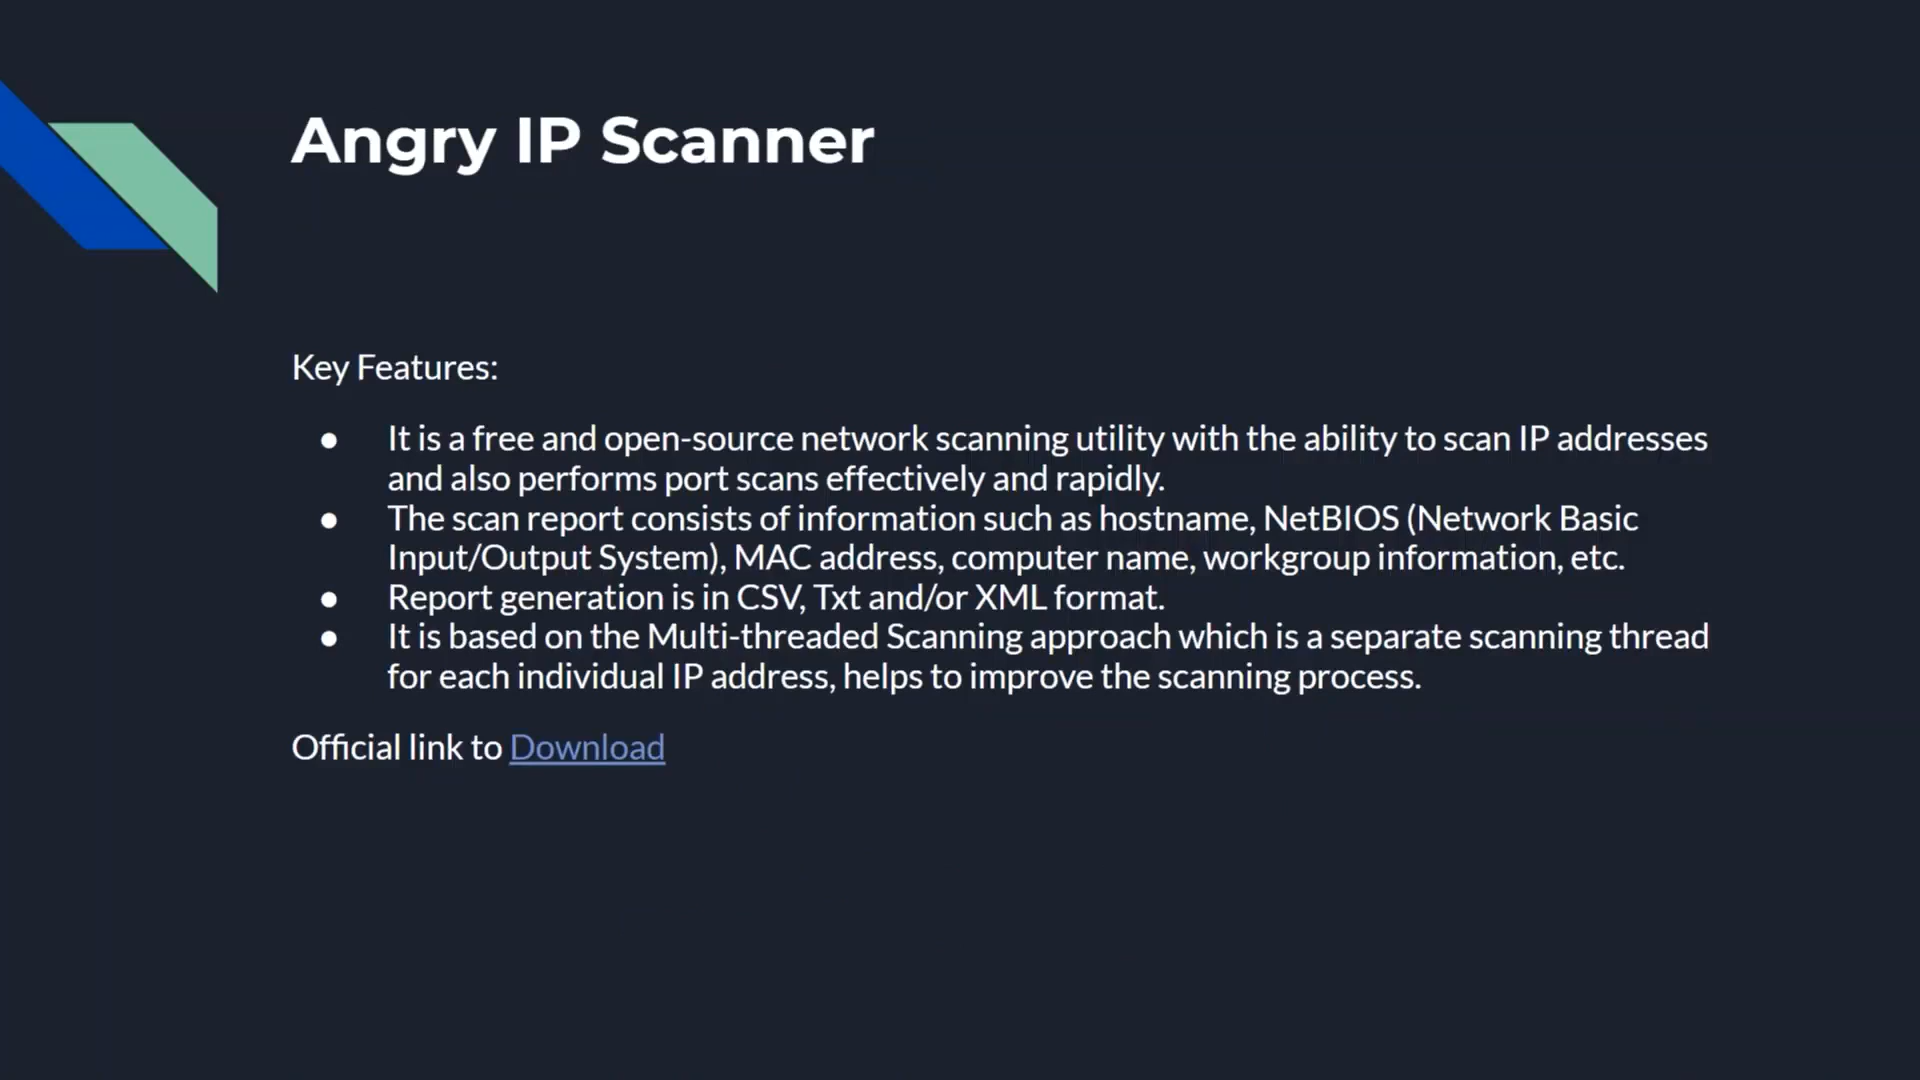 Angry IP Scanner
Key Features:
● It is a free and open-source network scanning utility with the ability to scan IP addresses
and also performs port scans effectively and rapidly.
● The scan report consists of information such as hostname, NetBIOS (Network Basic
Input/Output System), MAC address, computer name, workgroup information, etc.
● Report generation is in CSV, Txt and/or XML format.
● It is based on the Multi-threaded Scanning approach which is a separate scanning thread
for each individual IP address, helps to improve the scanning process.
Official link to Download